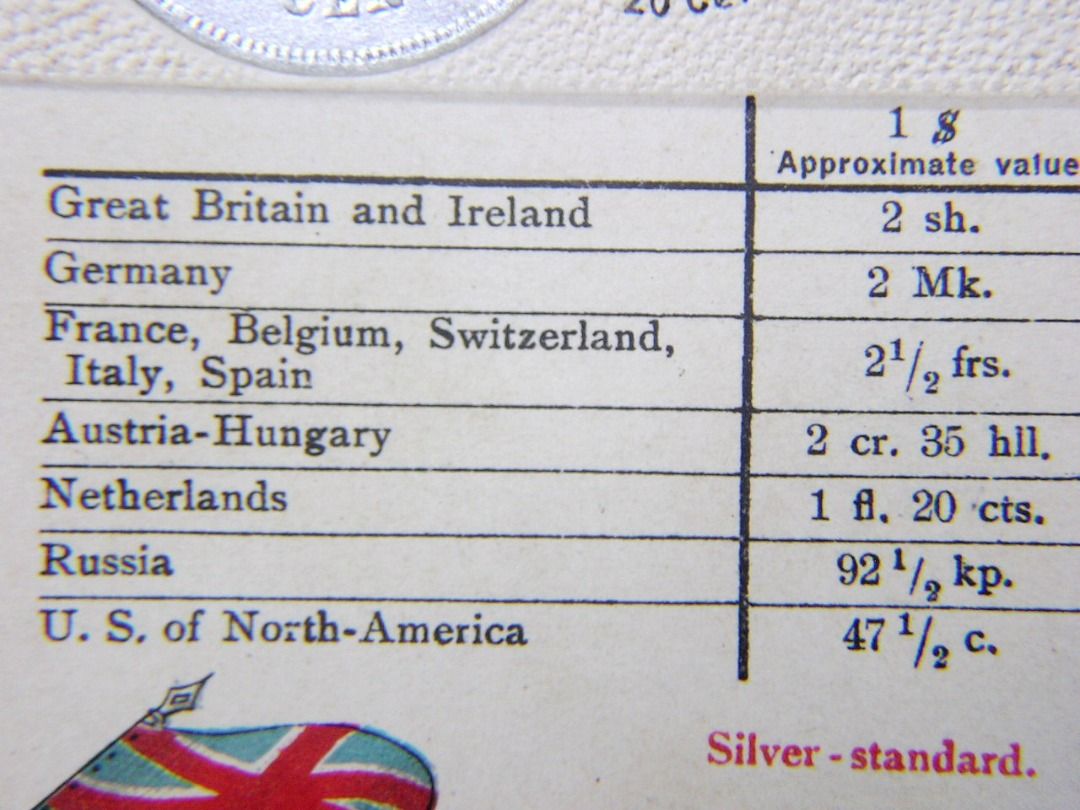 20
1 $
Approximate value
Great Britain and Ireland 2 sh.
Germany 2 Mk.
France, Belgium, Switzerland,
Italy, Spain 2 1/2 frs.
Austria-Hungary 2 cr. 35 hll.
Netherlands 1 fl. 20 cts.
Russia 92 1/2 kp.
U. S. of North-America 47 1/2 c.
Silver-standard.